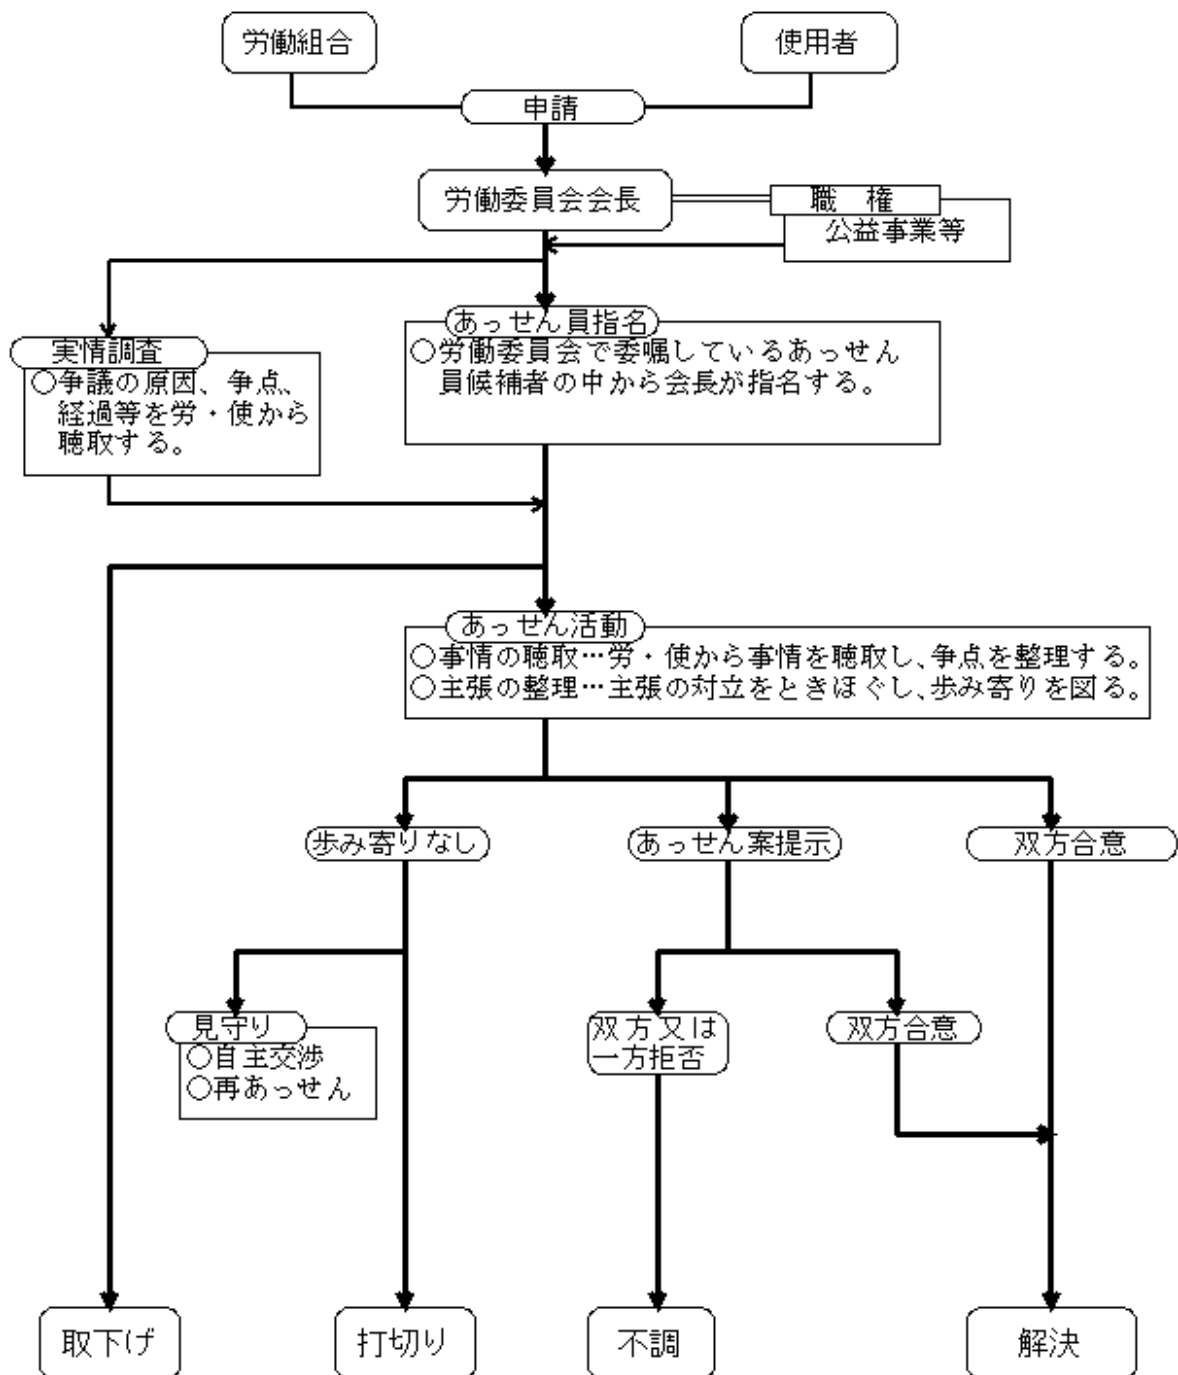 労働組合
使用者
申請
労働委員会会長
職　権
公益事業等
あっせん員指名
○労働委員会で委嘱しているあっせん
員候補者の中から会長が指名する。
実情調査
○争議の原因、争点、
経過等を労・使から
聴取する。
あっせん活動
○事情の聴取…労・使から事情を聴取し、争点を整理する。
○主張の整理…主張の対立をときほぐし、歩み寄りを図る。
歩み寄りなし
あっせん案提示
双方合意
見守り
○自主交渉
○再あっせん
双方又は
一方拒否
双方合意
取下げ
打切り
不調
解決